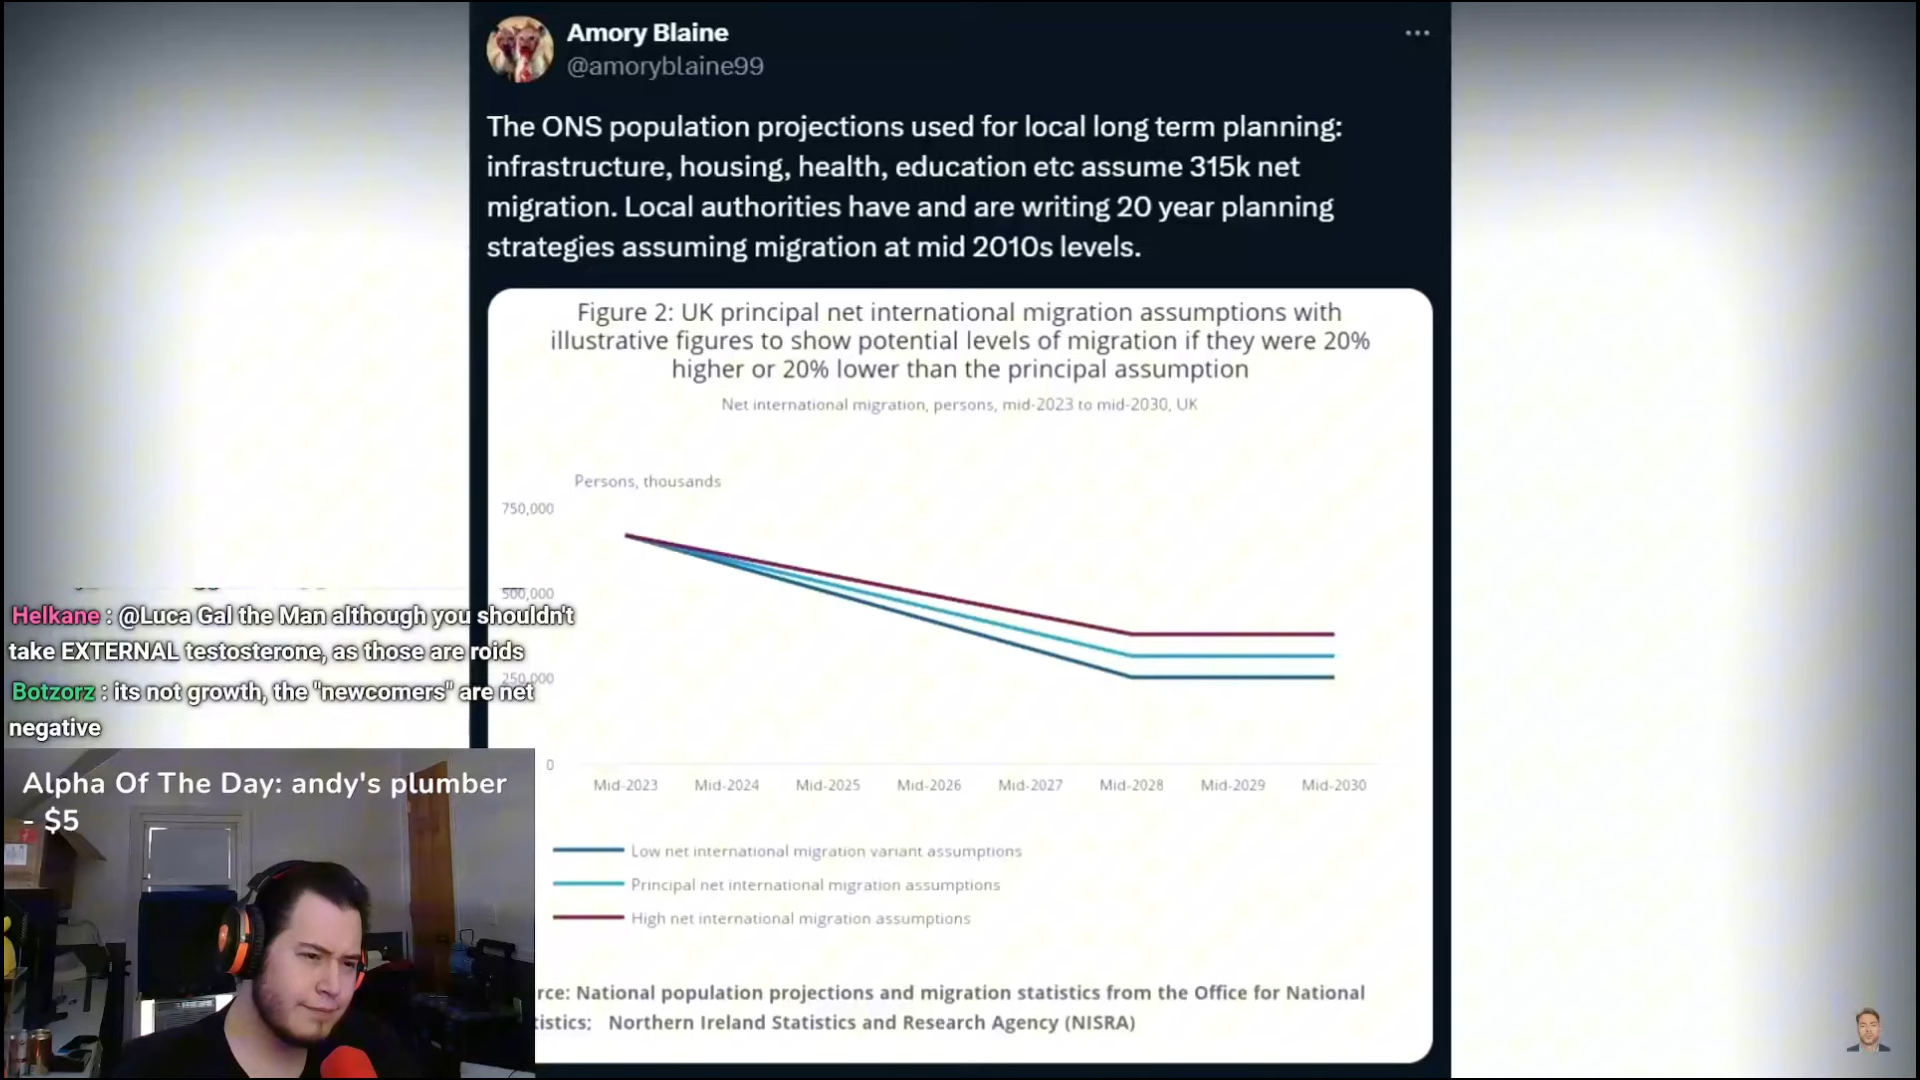 Amory Blaine
@amoryblaine99
The ONS population projections used for local long term planning:
infrastructure, housing, health, education etc assume 315k net
migration. Local authorities have and are writing 20 year planning
strategies assuming migration at mid 2010s levels.
Figure 2: UK principal net international migration assumptions with
illustrative figures to show potential levels of migration if they were 20%
higher or 20% lower than the principal assumption
Net international migration, persons, mid-2023 to mid-2030, UK
Persons, thousands
750,000
500,000
250,000
0
Mid-2023 Mid-2024 Mid-2025 Mid-2026 Mid-2027 Mid-2028 Mid-2029 Mid-2030
Low net international migration variant assumptions
Principal net international migration assumptions
High net international migration assumptions
rce: National population projections and migration statistics from the Office for National
tistics; Northern Ireland Statistics and Research Agency (NISRA)
Helkane : @Luca Gal the Man although you shouldn't
take EXTERNAL testosterone, as those are roids
Botzorz : its not growth, the "newcomers" are net
negative
Alpha Of The Day: andy's plumber
- $5